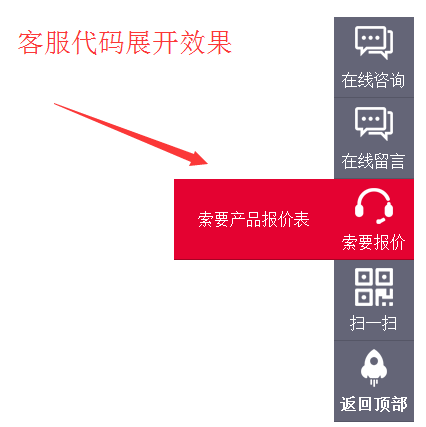 客服代码展开效果
在线咨询
在线留言
索要产品报价表
索要报价
扫一扫
返回顶部